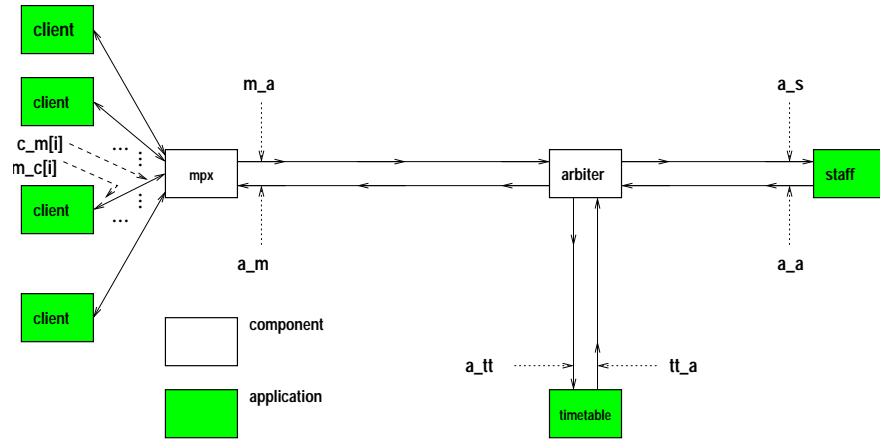 client
client
m_a
a_s
c_m[i]
... ...
m_c[i]
mpx
arbiter
staff
client
... ...
a_m
a_a
client
component
a_tt
tt_a
application
timetable